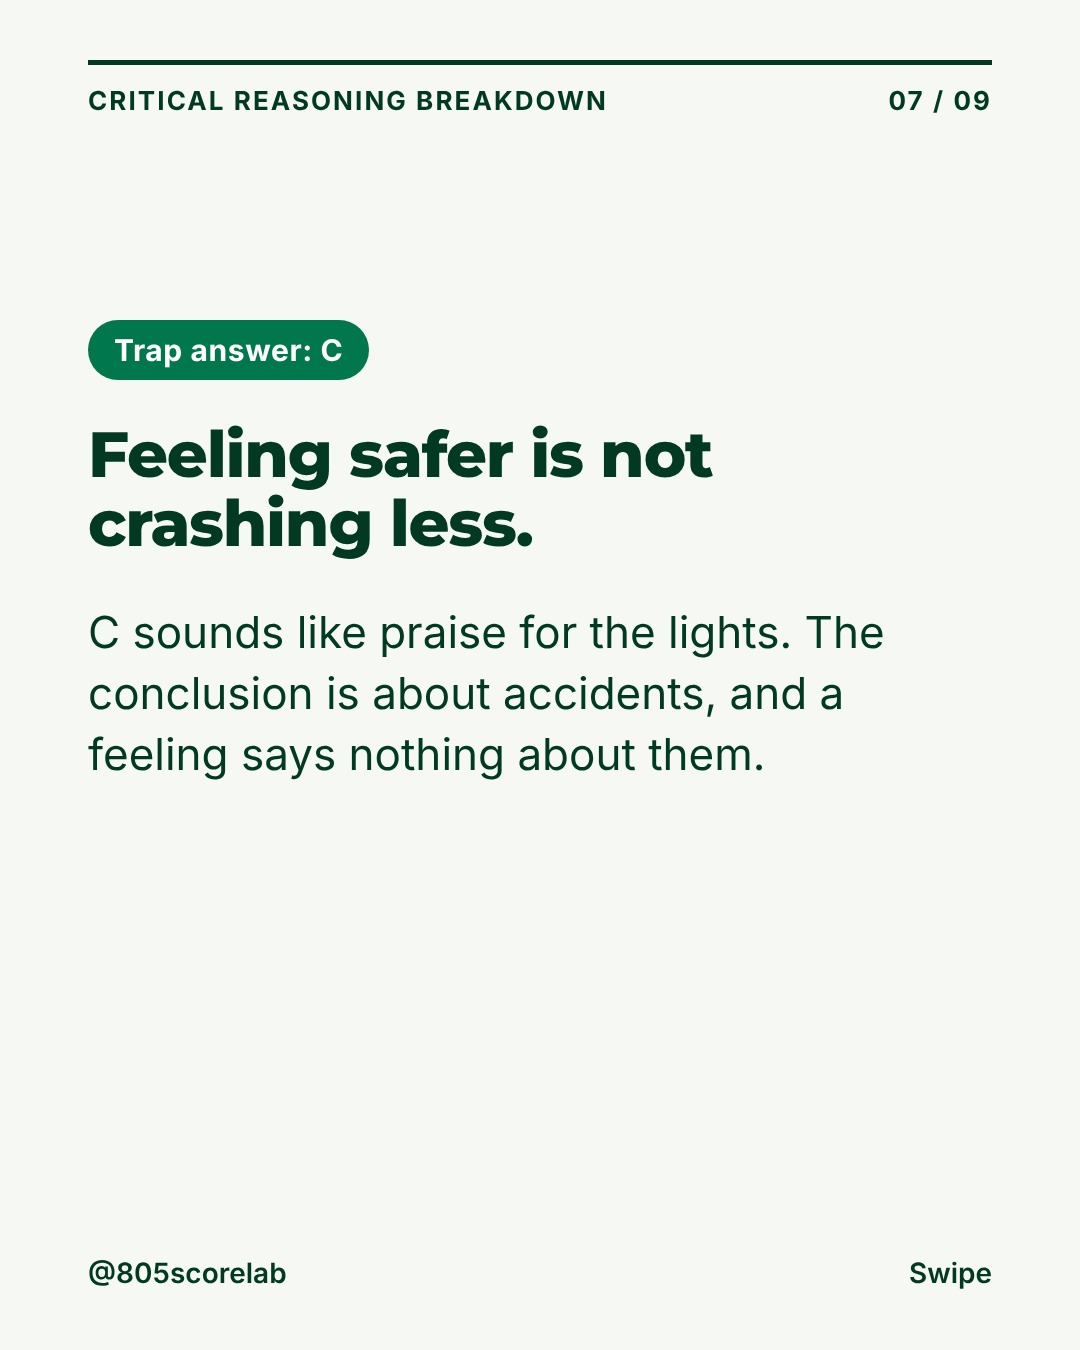 CRITICAL REASONING BREAKDOWN
07 / 09
Trap answer: C
Feeling safer is not
crashing less.
C sounds like praise for the lights. The
conclusion is about accidents, and a
feeling says nothing about them.
@805scorelab
Swipe